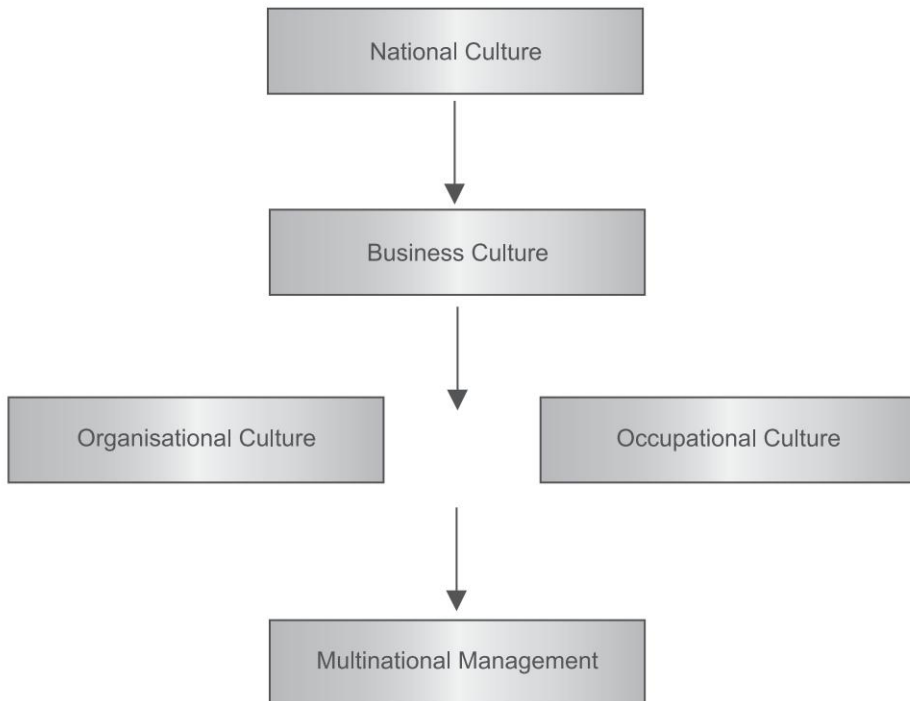 National Culture
Business Culture
Organisational Culture
Occupational Culture
Multinational Management